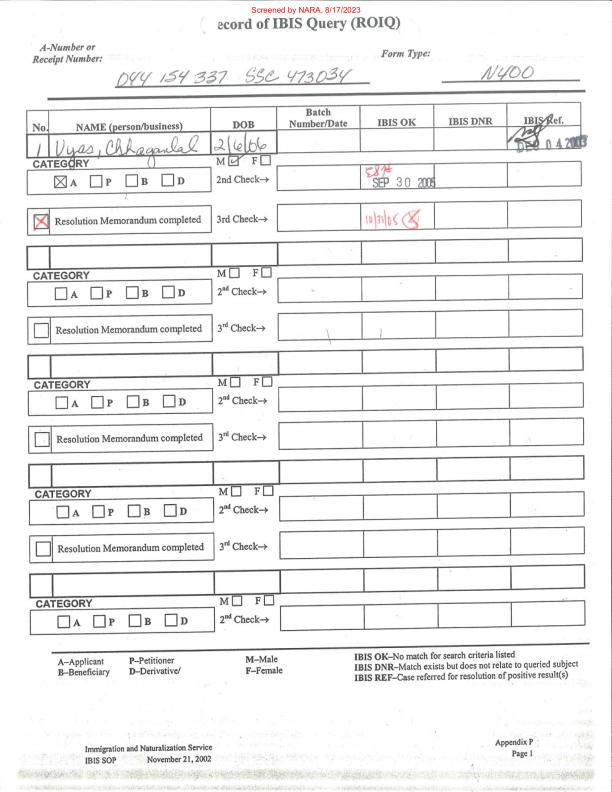 Screened by NARA, 8/17/2023
ecord of IBIS Query (ROIQ)
A-Number or
Receipt Number:
044 154 337 SSC 473034
Form Type:
N400
No. NAME (person/business) DOB Batch Number/Date IBIS OK IBIS DNR IBIS Ref.
1 Vyas, Chhaganlal 2/6/06 DEC 04 2003
CATEGORY M F
A P B D 2nd Check→ SEP 30 2005
Resolution Memorandum completed 3rd Check→ 10/31/05
CATEGORY M F
A P B D 2nd Check→
Resolution Memorandum completed 3rd Check→
CATEGORY M F
A P B D 2nd Check→
Resolution Memorandum completed 3rd Check→
CATEGORY M F
A P B D 2nd Check→
Resolution Memorandum completed 3rd Check→
CATEGORY M F
A P B D 2nd Check→
A–Applicant P–Petitioner M–Male IBIS OK–No match for search criteria listed
B–Beneficiary D–Derivative/ F–Female IBIS DNR–Match exists but does not relate to queried subject
IBIS REF–Case referred for resolution of positive result(s)
Immigration and Naturalization Service Appendix P
IBIS SOP November 21, 2002 Page 1